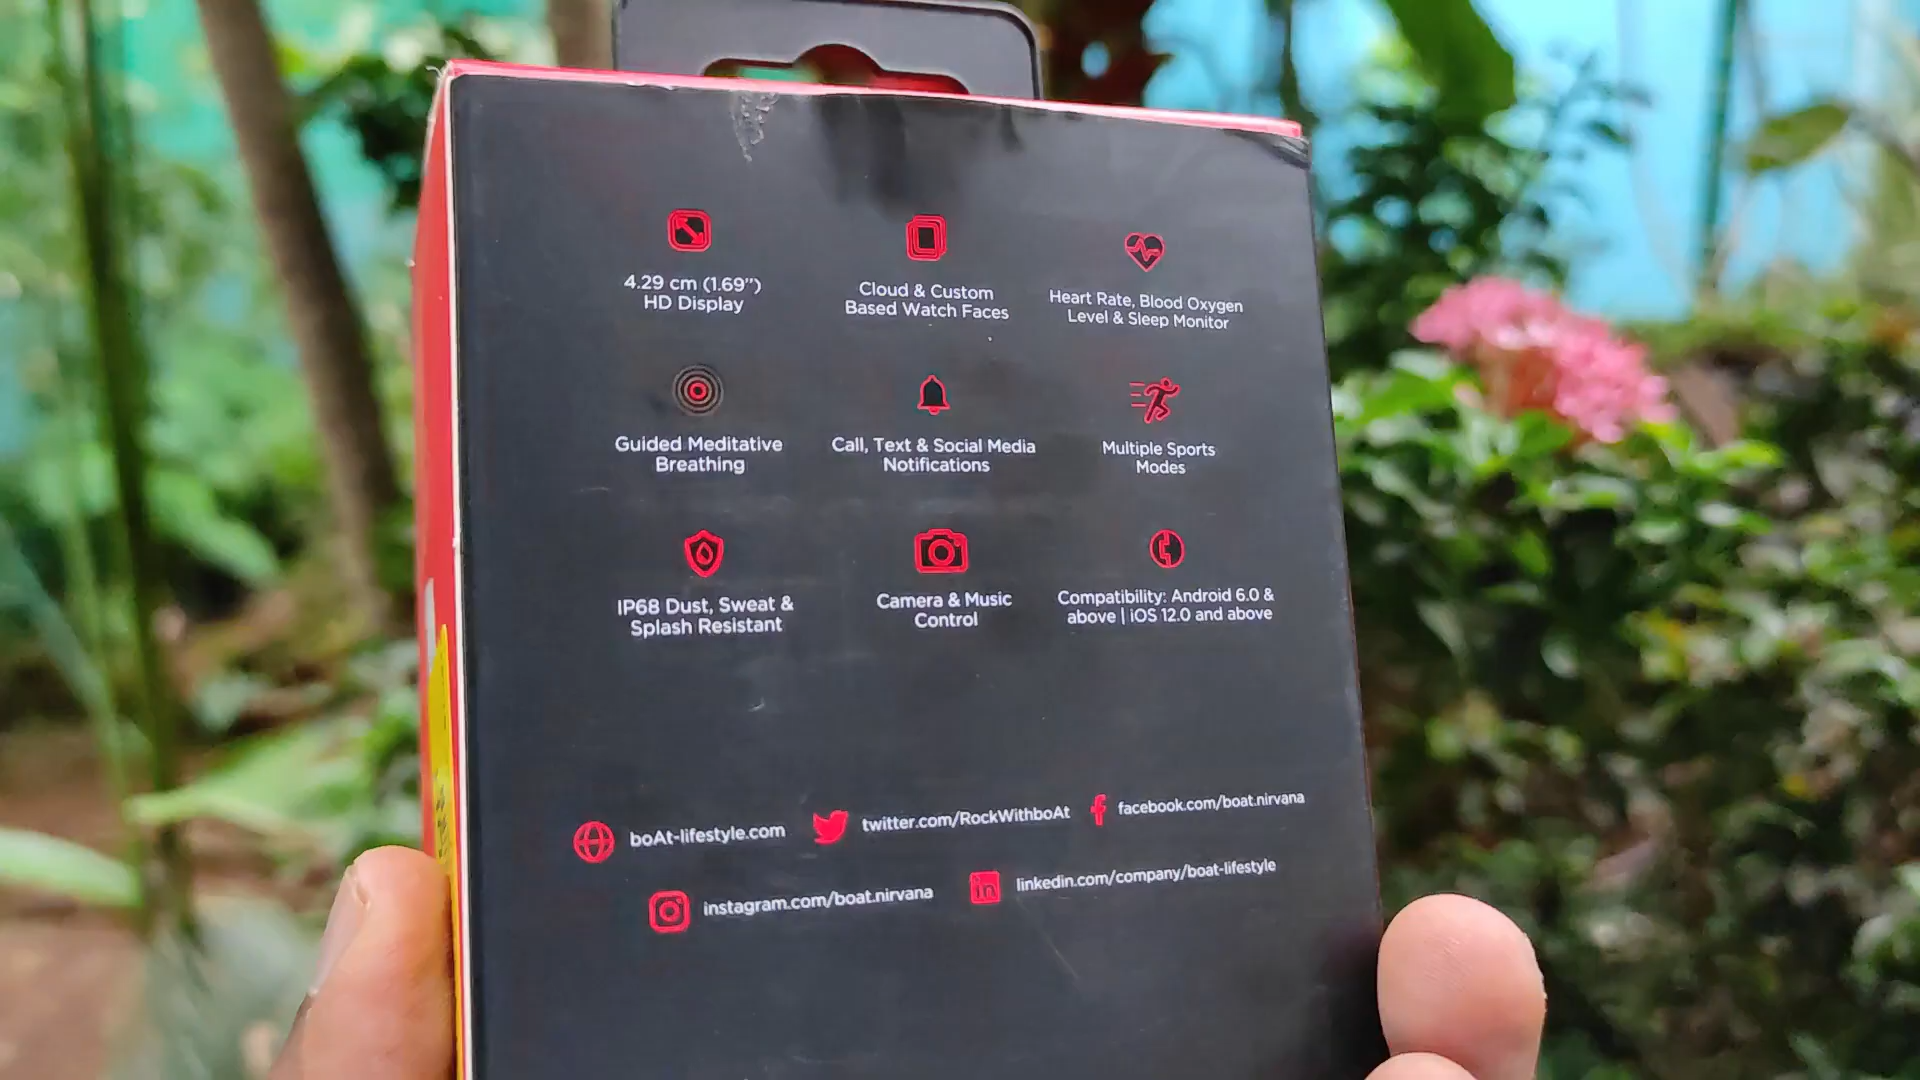 4.29 cm (1.69”)
HD Display
Cloud & Custom
Based Watch Faces
Heart Rate, Blood Oxygen
Level & Sleep Monitor
Guided Meditative
Breathing
Call, Text & Social Media
Notifications
Multiple Sports
Modes
IP68 Dust, Sweat &
Splash Resistant
Camera & Music
Control
Compatibility: Android 6.0 &
above | iOS 12.0 and above
boAt-lifestyle.com
twitter.com/RockWithboAt
facebook.com/boat.nirvana
instagram.com/boat.nirvana
linkedin.com/company/boat-lifestyle